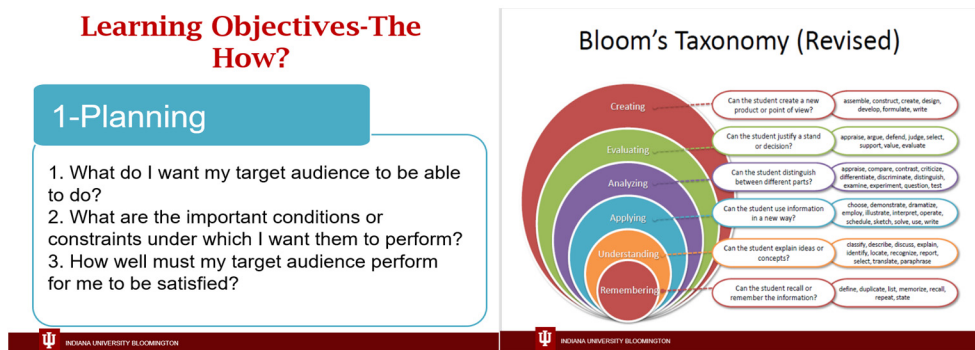 Learning Objectives-The
How?
1-Planning
1. What do I want my target audience to be able
to do?
2. What are the important conditions or
constraints under which I want them to perform?
3. How well must my target audience perform
for me to be satisfied?
INDIANA UNIVERSITY BLOOMINGTON
Bloom's Taxonomy (Revised)
Creating
Can the student create a new
product or point of view?
assemble, construct, create, design,
develop, formulate, write
Evaluating
Can the student justify a stand
or decision?
appraise, argue, defend, judge, select,
support, value, evaluate
Analyzing
Can the student distinguish
between different parts?
appraise, compare, contrast, criticize,
differentiate, discriminate, distinguish,
examine, experiment, question, test
Applying
Can the student use information
in a new way?
choose, demonstrate, dramatize,
employ, illustrate, interpret, operate,
schedule, sketch, solve, use, write
Understanding
Can the student explain ideas or
concepts?
classify, describe, discuss, explain,
identify, locate, recognize, report,
select, translate, paraphrase
Remembering
Can the student recall or
remember the information?
define, duplicate, list, memorize, recall,
repeat, state
INDIANA UNIVERSITY BLOOMINGTON